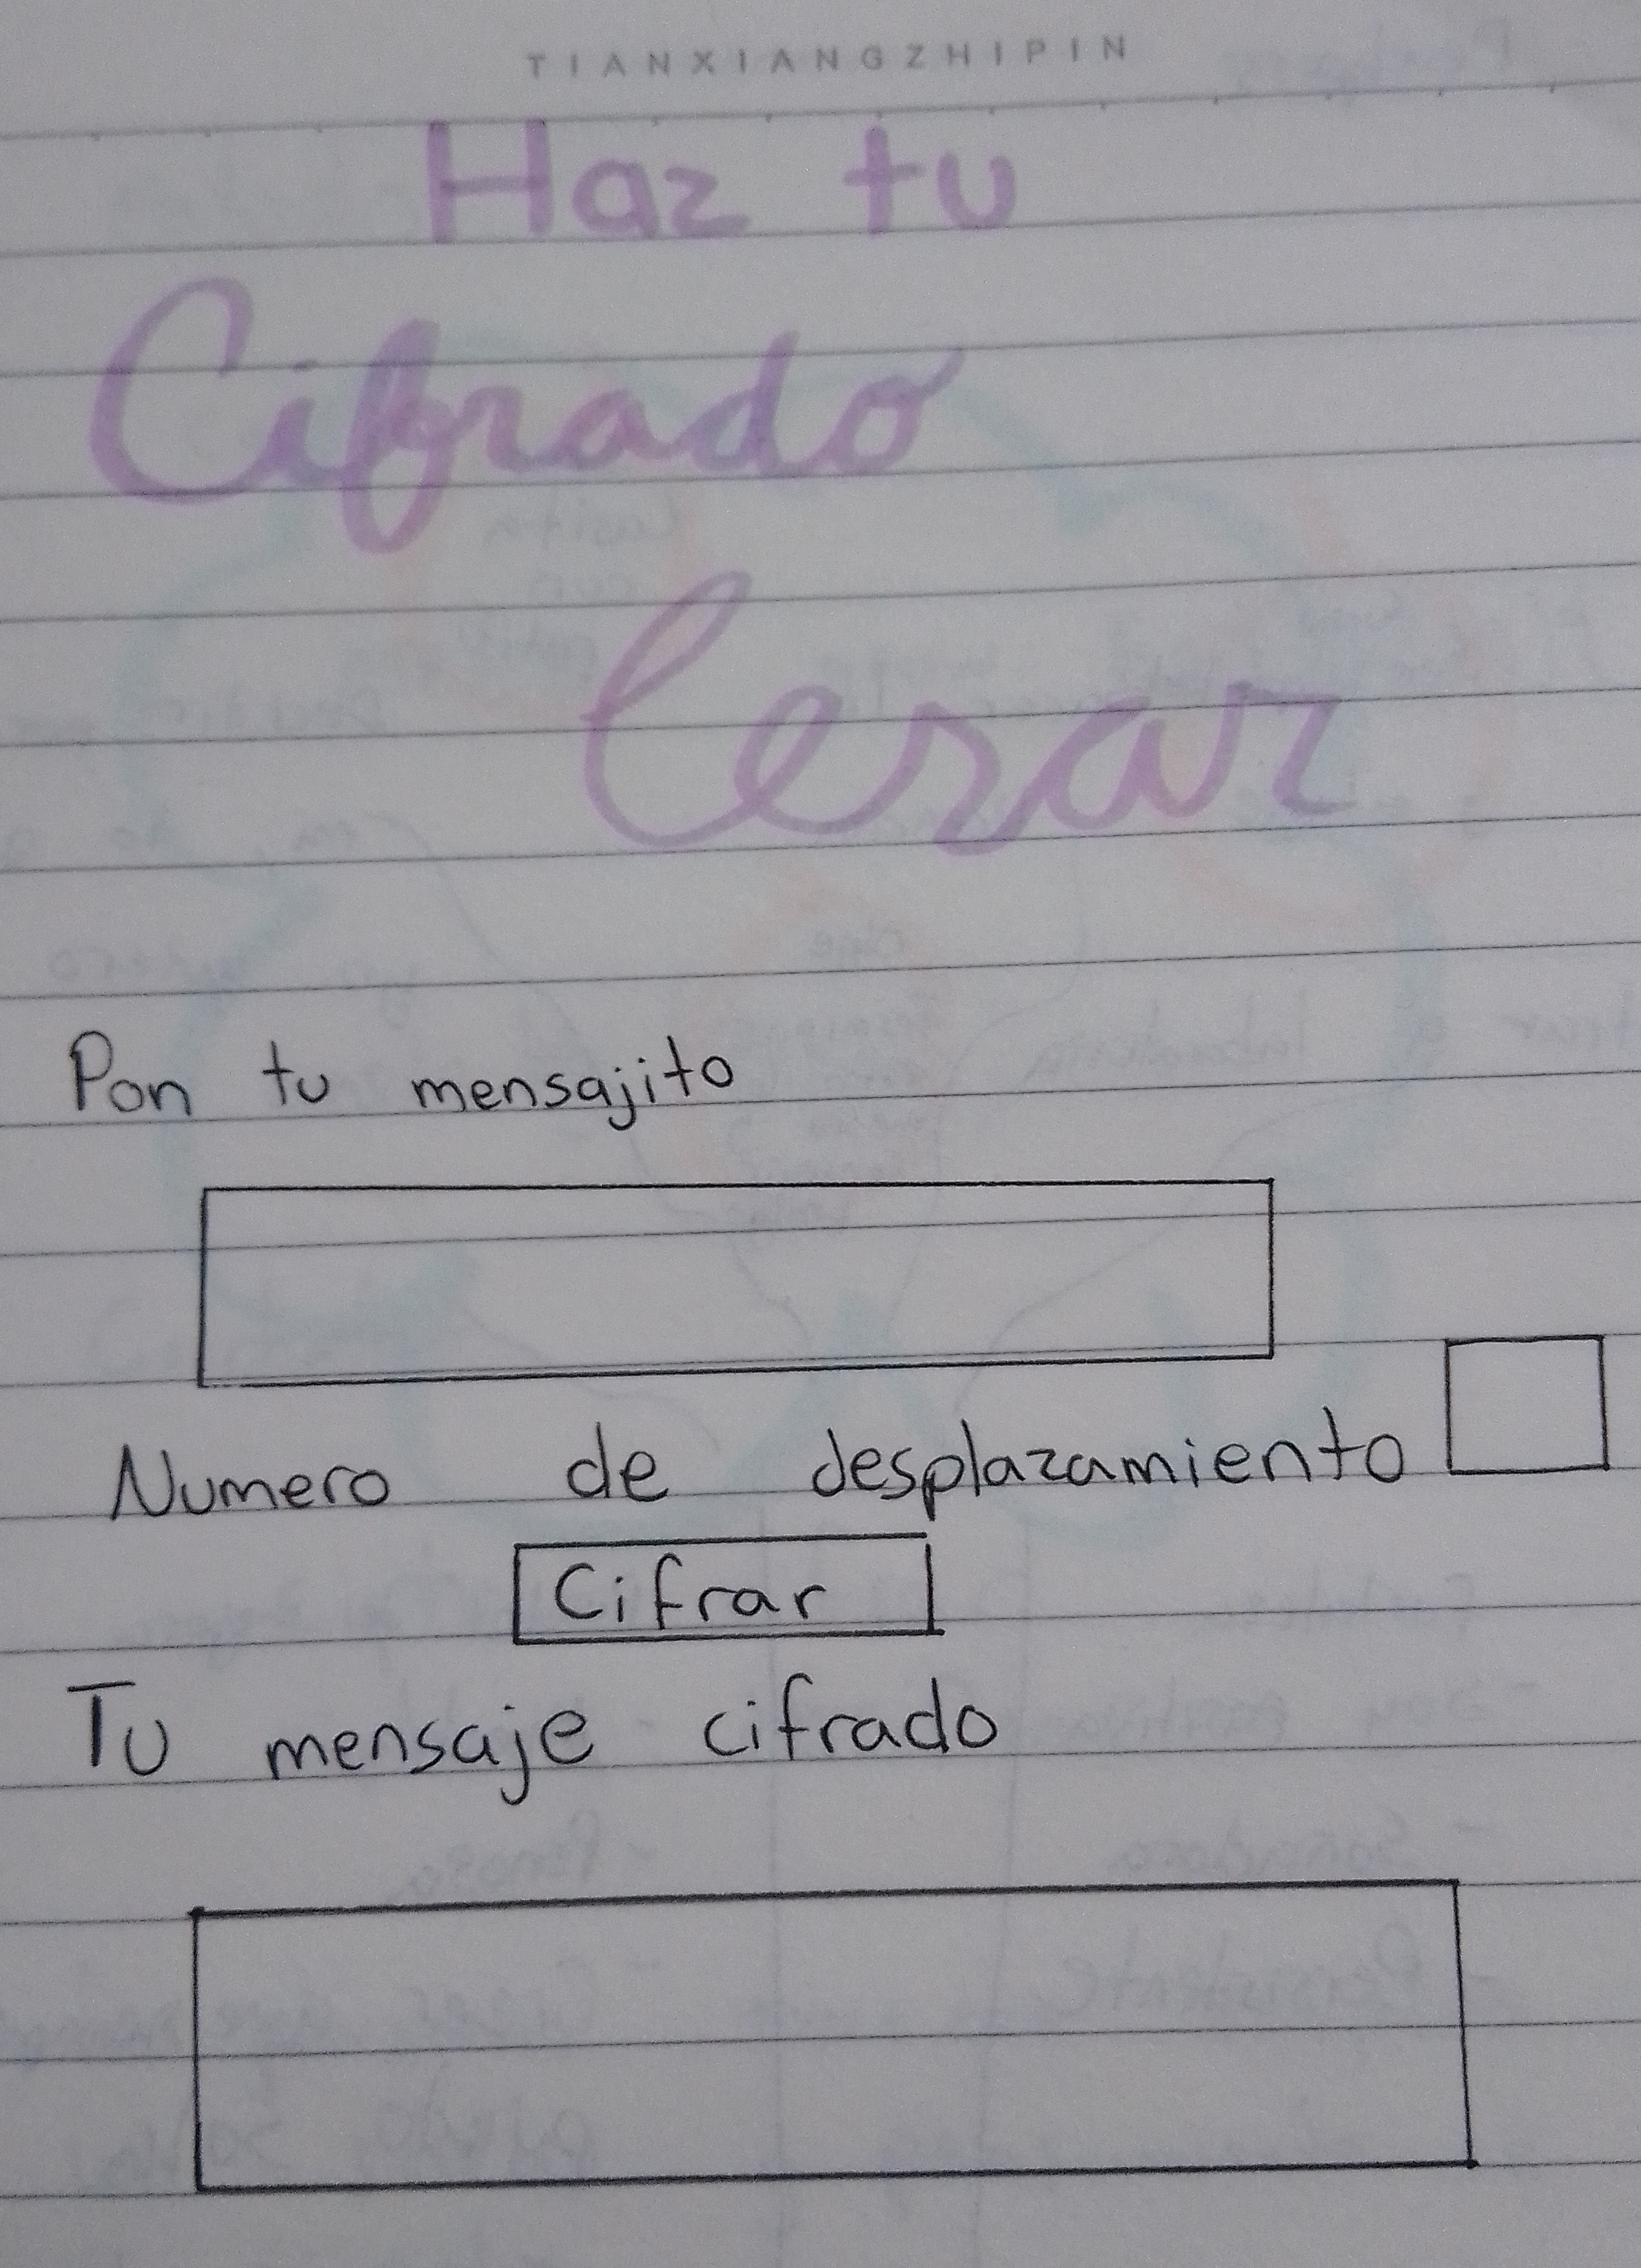 TIANXIANGZHIPIN
Haz tu
Cifrado
Cesar
Pon tu mensajito
Numero de desplazamiento
Cifrar
Tu mensaje cifrado